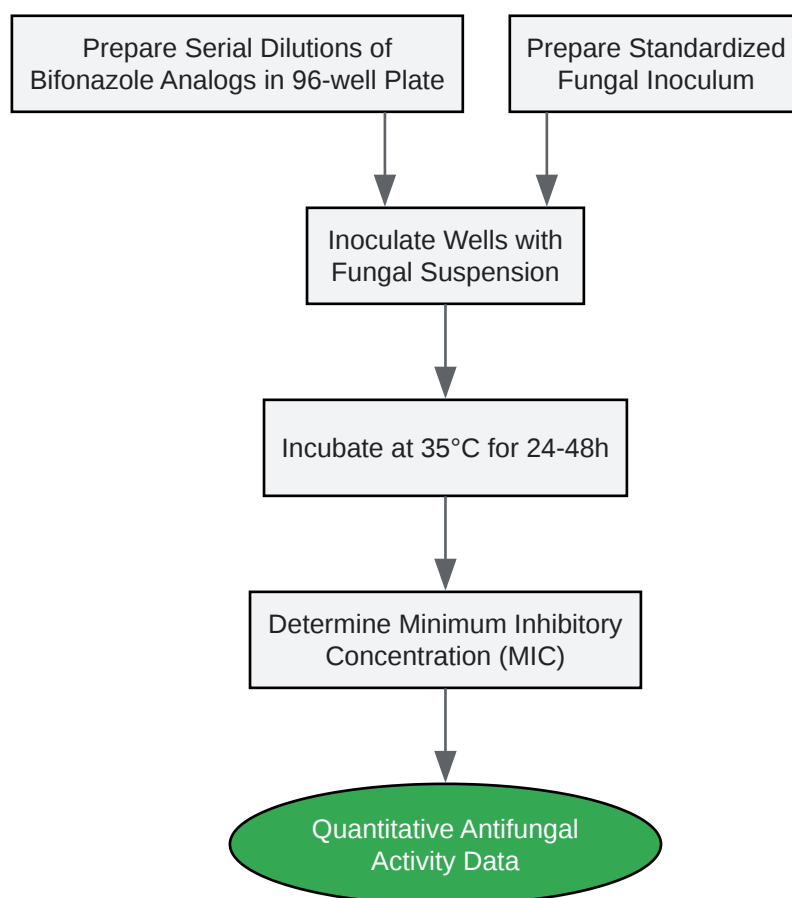 Prepare Serial Dilutions of
Bifonazole Analogs in 96-well Plate
Prepare Standardized
Fungal Inoculum
Inoculate Wells with
Fungal Suspension
Incubate at 35°C for 24-48h
Determine Minimum Inhibitory
Concentration (MIC)
Quantitative Antifungal
Activity Data